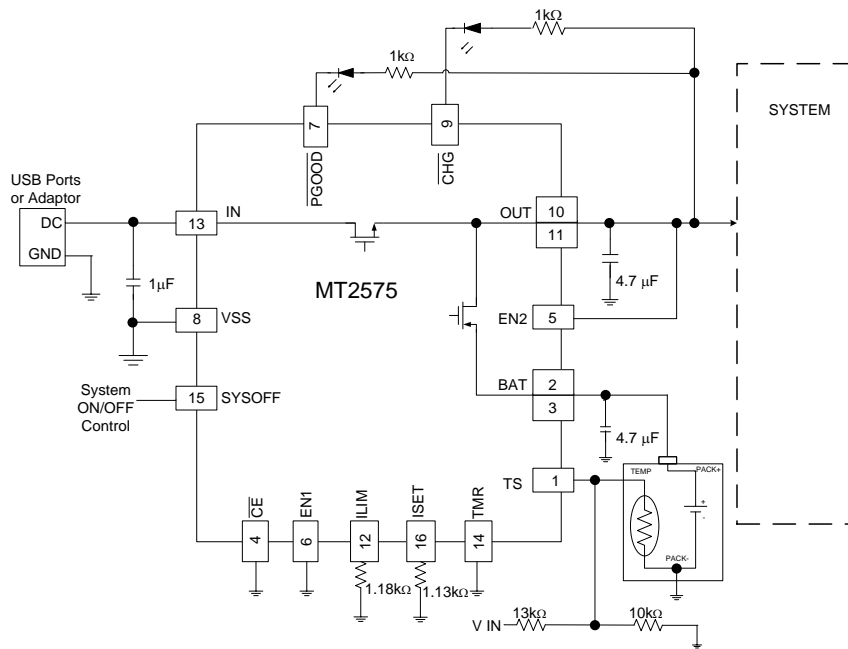 1kΩ
1kΩ
SYSTEM
7
9
PGOOD
CHG
USB Ports
or Adaptor
DC
GND
13
IN
OUT
10
11
1μF
4.7 μF
MT2575
8
VSS
EN2
5
System
ON/OFF
Control
15
SYSOFF
BAT
2
3
4.7 μF
TS
1
TEMP
PACK+
+
-
PACK-
CE
EN1
ILIM
ISET
TMR
4
6
12
16
14
1.18kΩ
1.13kΩ
V IN
13kΩ
10kΩ